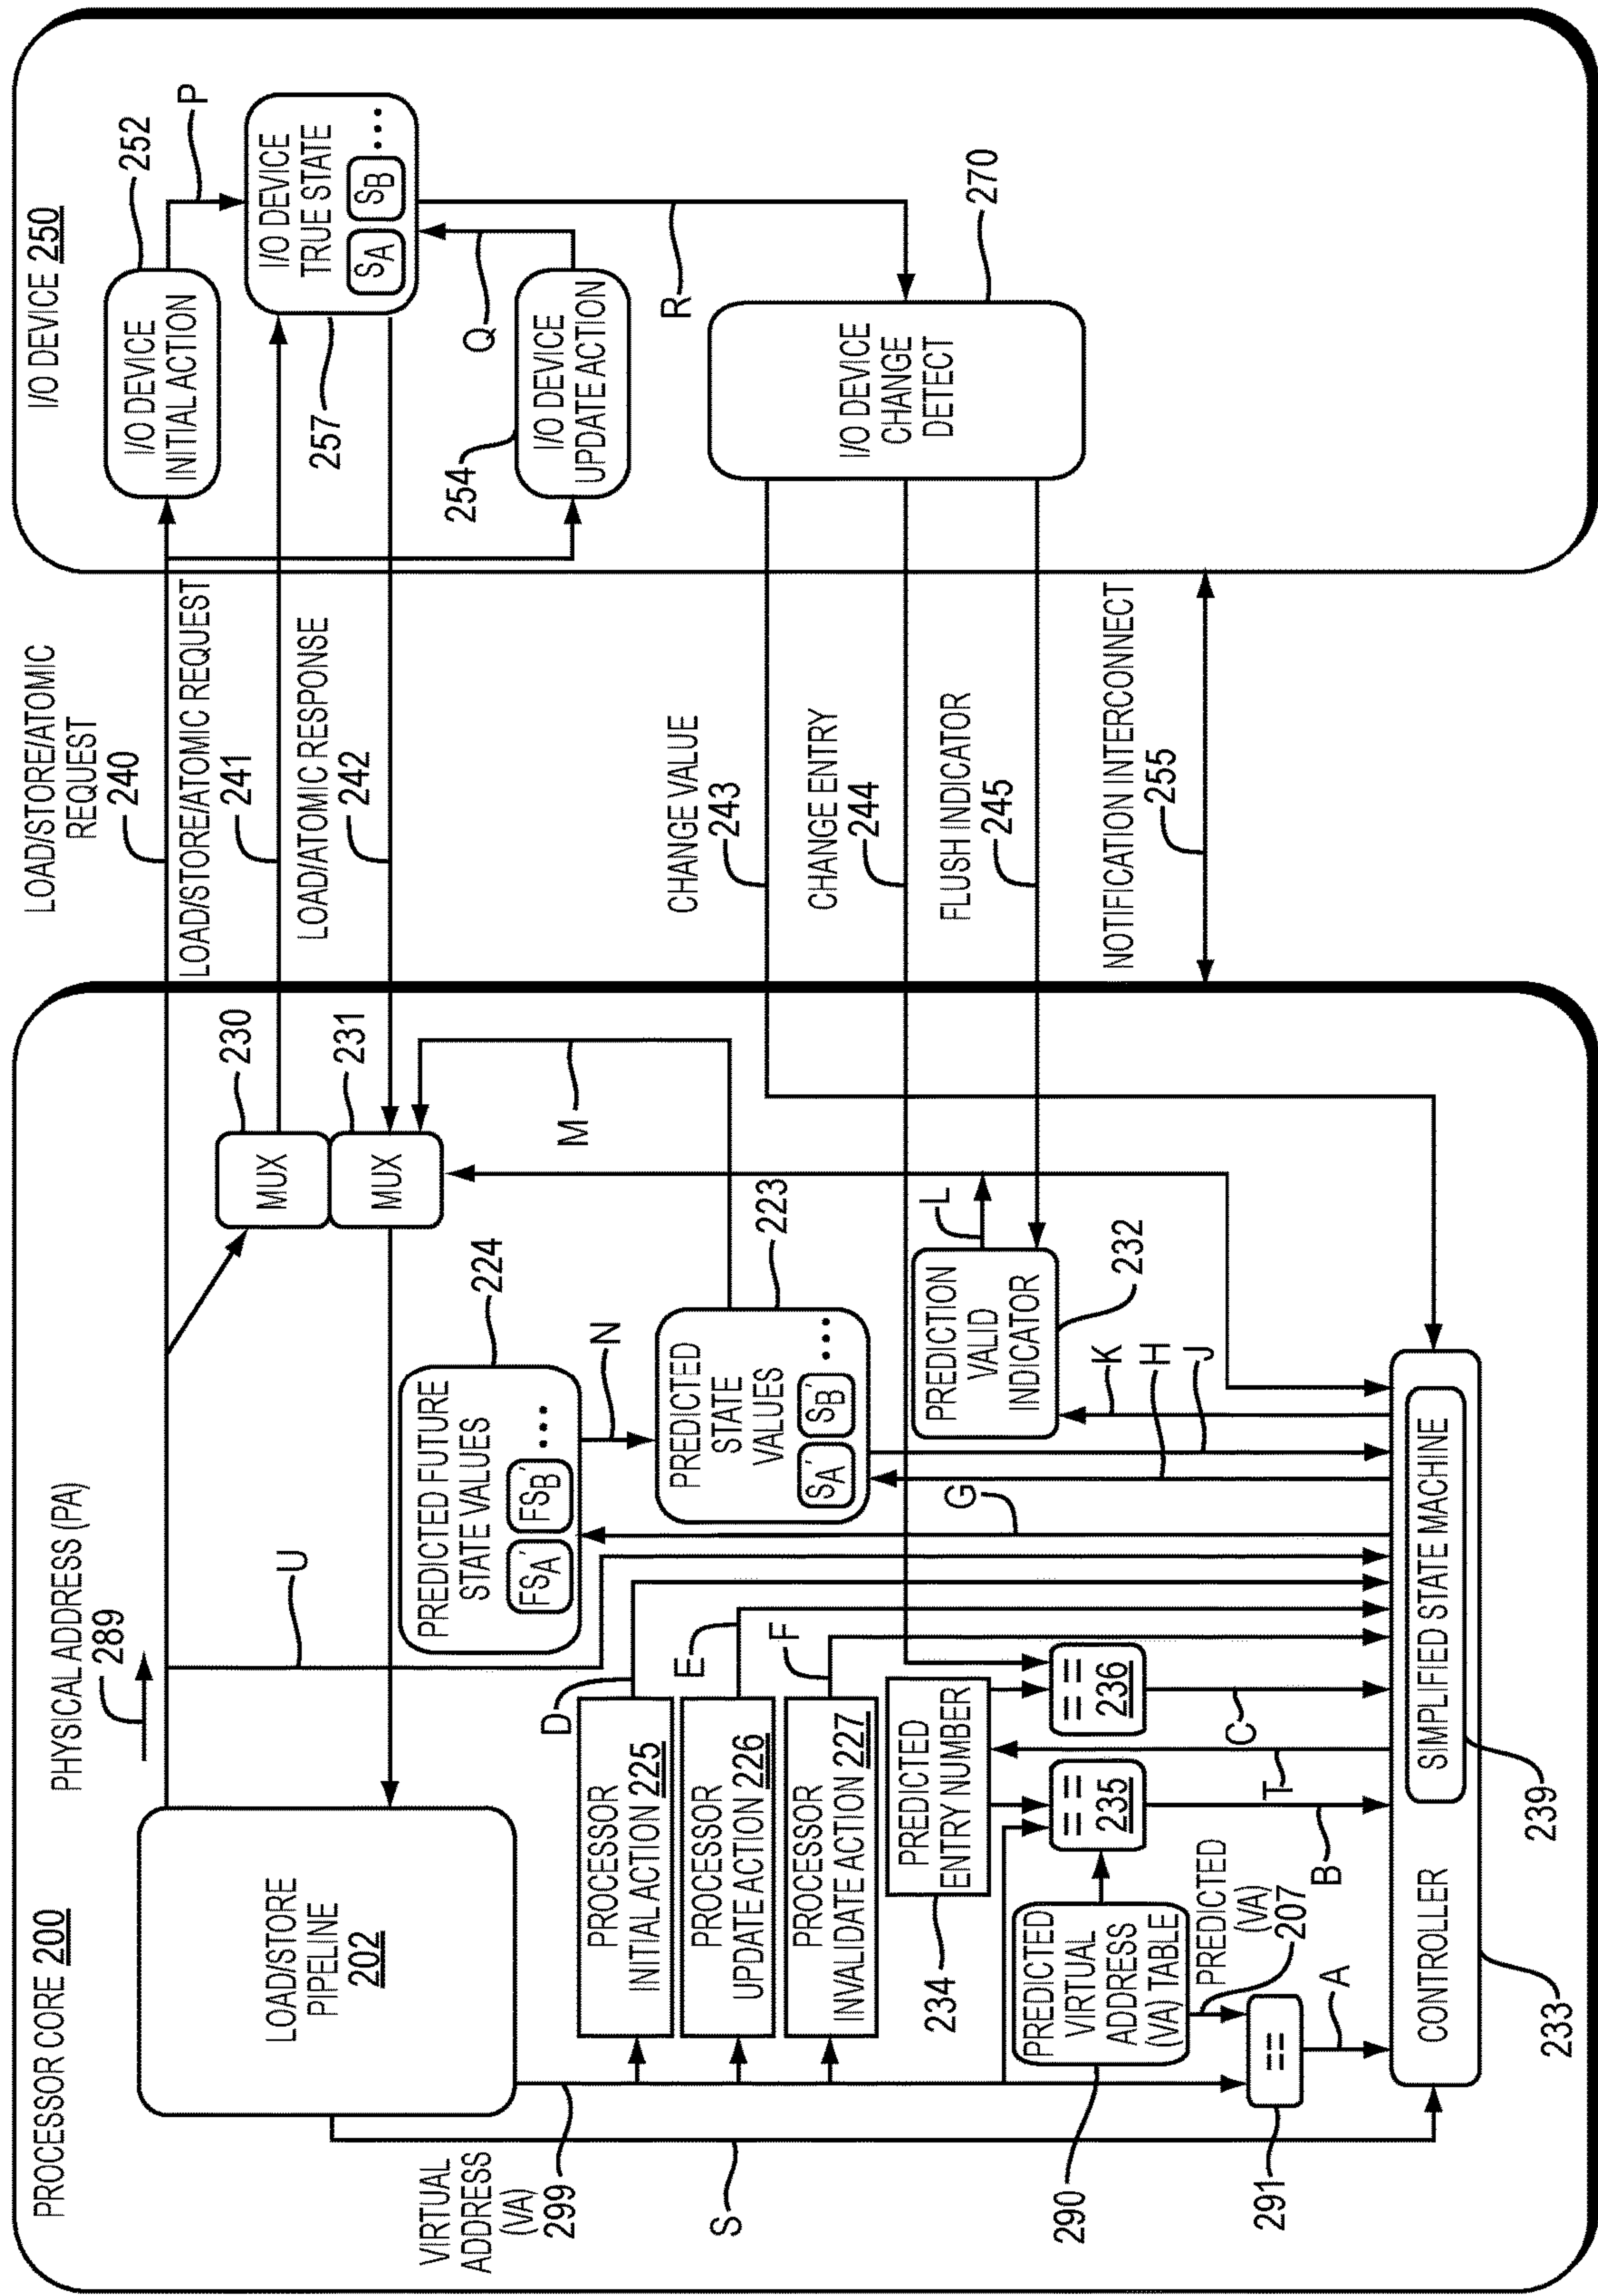 PROCESSOR CORE 200
LOAD/STORE
PIPELINE
202
PHYSICAL ADDRESS (PA)
289
U
VIRTUAL
ADDRESS
(VA)
299
S
PROCESSOR
INITIAL ACTION 225
PROCESSOR
UPDATE ACTION 226
PROCESSOR
INVALIDATE ACTION 227
D
E
F
PREDICTED
ENTRY NUMBER
234
PREDICTED
VIRTUAL
ADDRESS
(VA) TABLE
290
PREDICTED
(VA)
207
==
291
A
==
235
B
T
==
236
C
CONTROLLER
233
SIMPLIFIED STATE MACHINE
239
PREDICTED FUTURE
STATE VALUES
FSA' FSB' ...
224
N
PREDICTED
STATE
VALUES
SA' SB' ...
223
G
H
J
K
PREDICTION
VALID
INDICATOR
232
L
M
MUX
230
MUX
231
LOAD/STORE/ATOMIC
REQUEST
240
LOAD/STORE/ATOMIC REQUEST
241
LOAD/ATOMIC RESPONSE
242
CHANGE VALUE
243
CHANGE ENTRY
244
FLUSH INDICATOR
245
NOTIFICATION INTERCONNECT
255
I/O DEVICE 250
I/O DEVICE
INITIAL ACTION
252
P
I/O DEVICE
TRUE STATE
SA SB ...
257
Q
I/O DEVICE
UPDATE ACTION
254
R
I/O DEVICE
CHANGE
DETECT
270